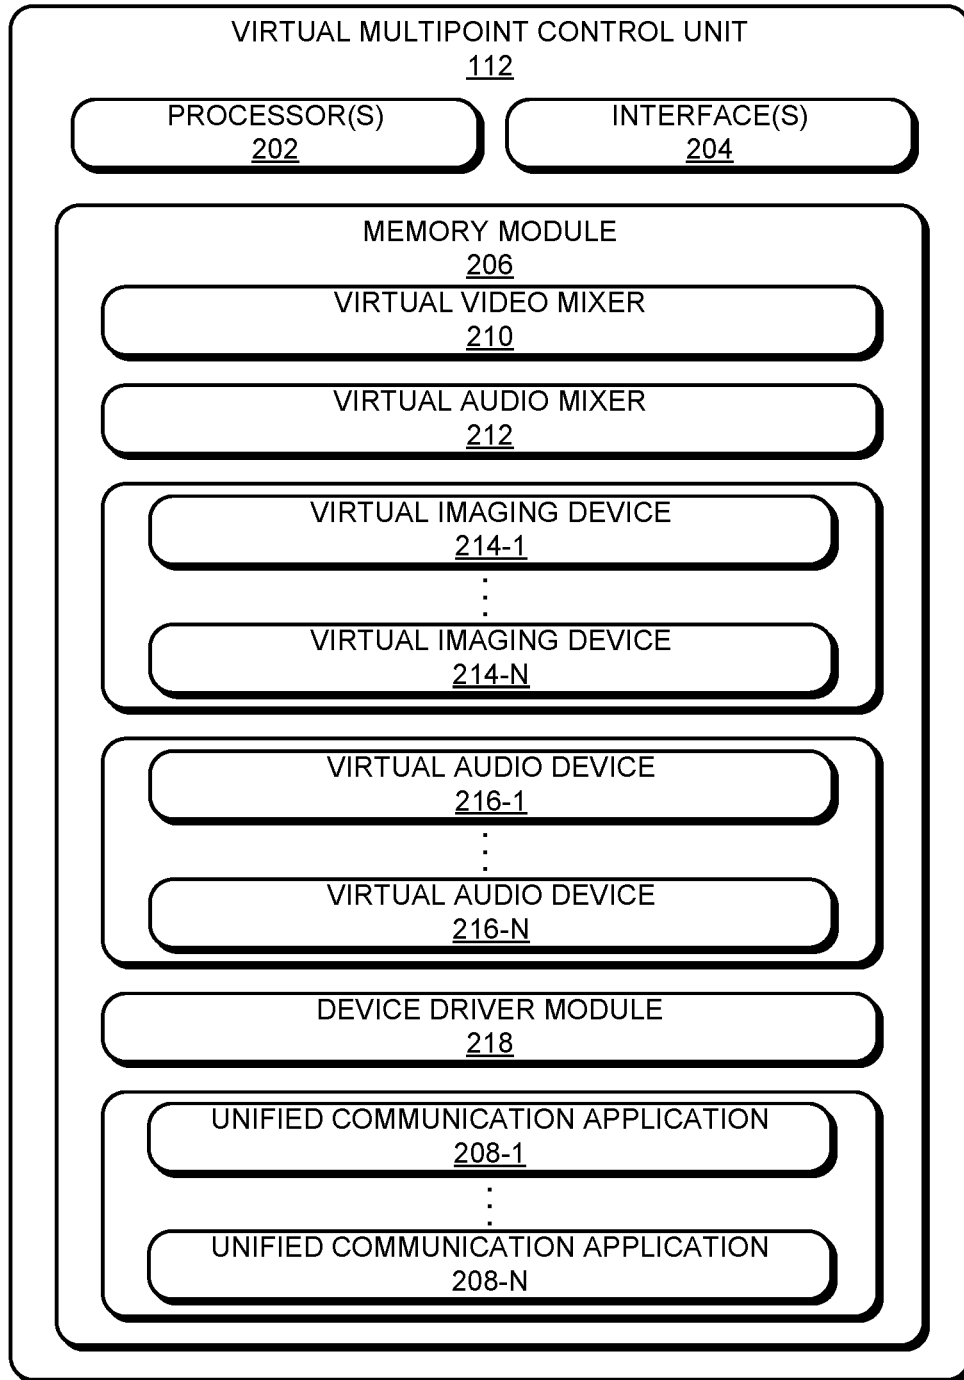 VIRTUAL MULTIPOINT CONTROL UNIT
112
PROCESSOR(S)
202
INTERFACE(S)
204
MEMORY MODULE
206
VIRTUAL VIDEO MIXER
210
VIRTUAL AUDIO MIXER
212
VIRTUAL IMAGING DEVICE
214-1
VIRTUAL IMAGING DEVICE
214-N
VIRTUAL AUDIO DEVICE
216-1
VIRTUAL AUDIO DEVICE
216-N
DEVICE DRIVER MODULE
218
UNIFIED COMMUNICATION APPLICATION
208-1
UNIFIED COMMUNICATION APPLICATION
208-N